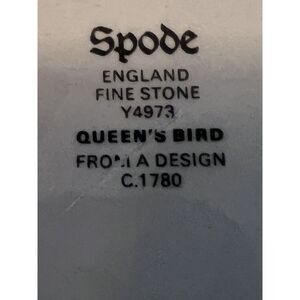 Spode
ENGLAND
FINE STONE
Y4973
QUEEN'S BIRD
FROM A DESIGN
C.1780